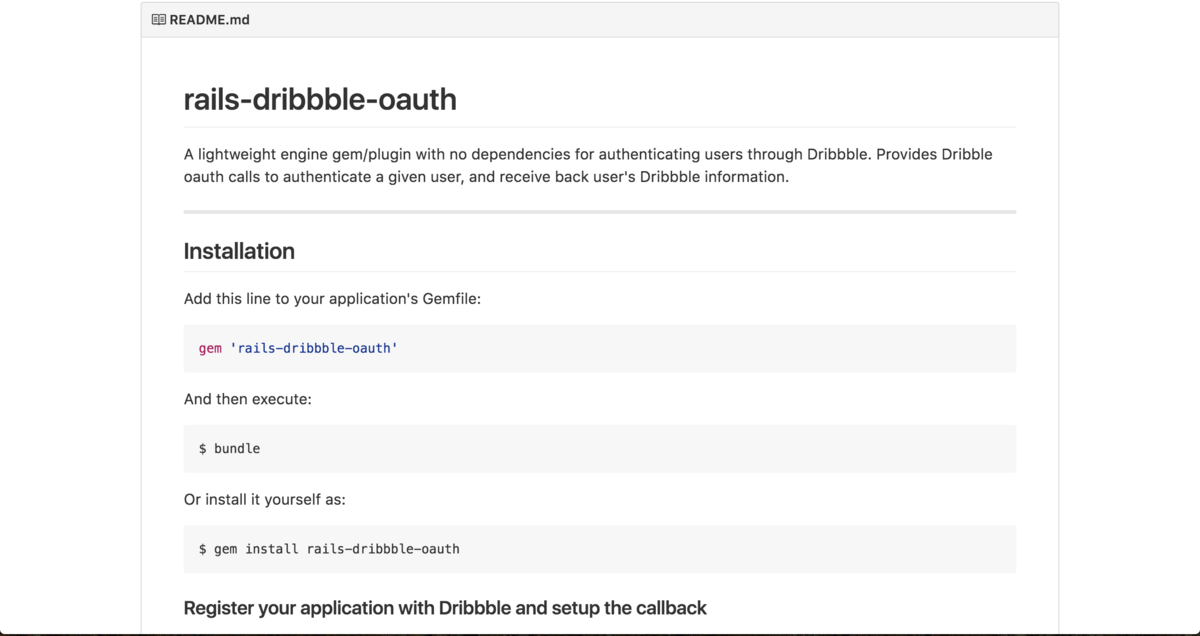 README.md
rails-dribbble-oauth
A lightweight engine gem/plugin with no dependencies for authenticating users through Dribbble. Provides Dribble
oauth calls to authenticate a given user, and receive back user's Dribbble information.
Installation
Add this line to your application's Gemfile:
gem 'rails-dribbble-oauth'
And then execute:
$ bundle
Or install it yourself as:
$ gem install rails-dribbble-oauth
Register your application with Dribbble and setup the callback